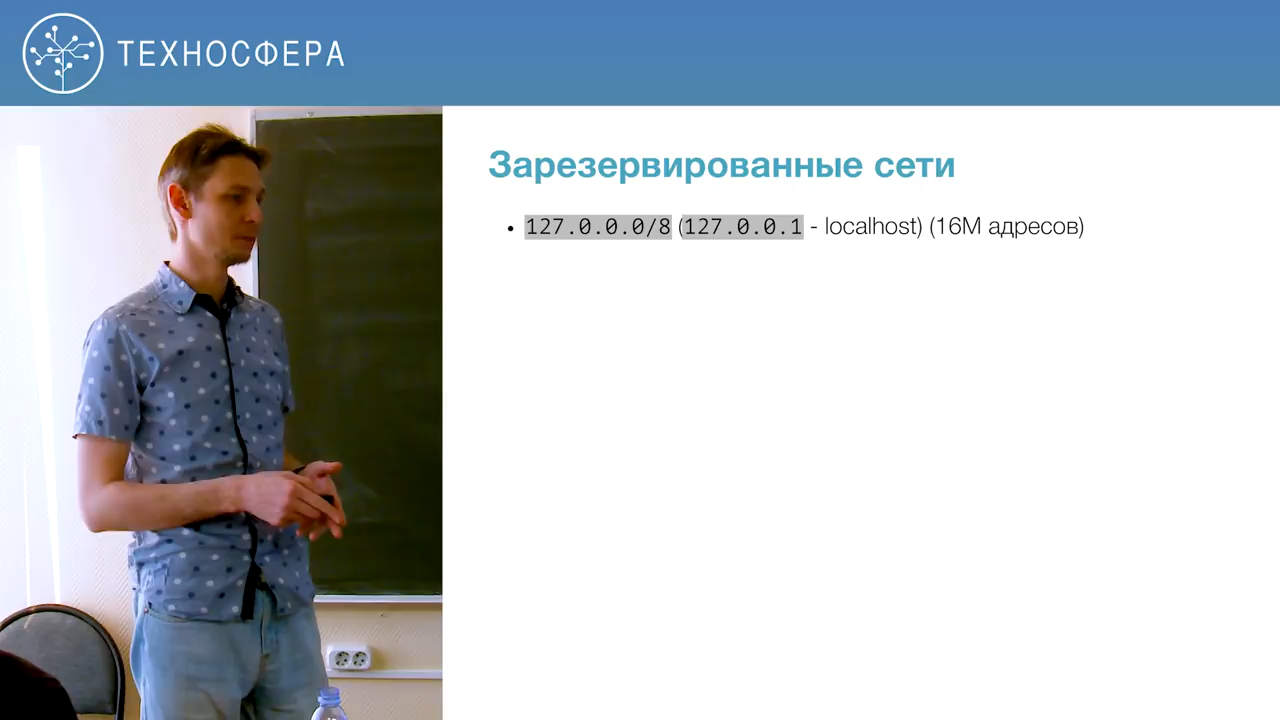 ТЕХНОСФЕРА
Зарезервированные сети
• 127.0.0.0/8 (127.0.0.1 - localhost) (16M адресов)